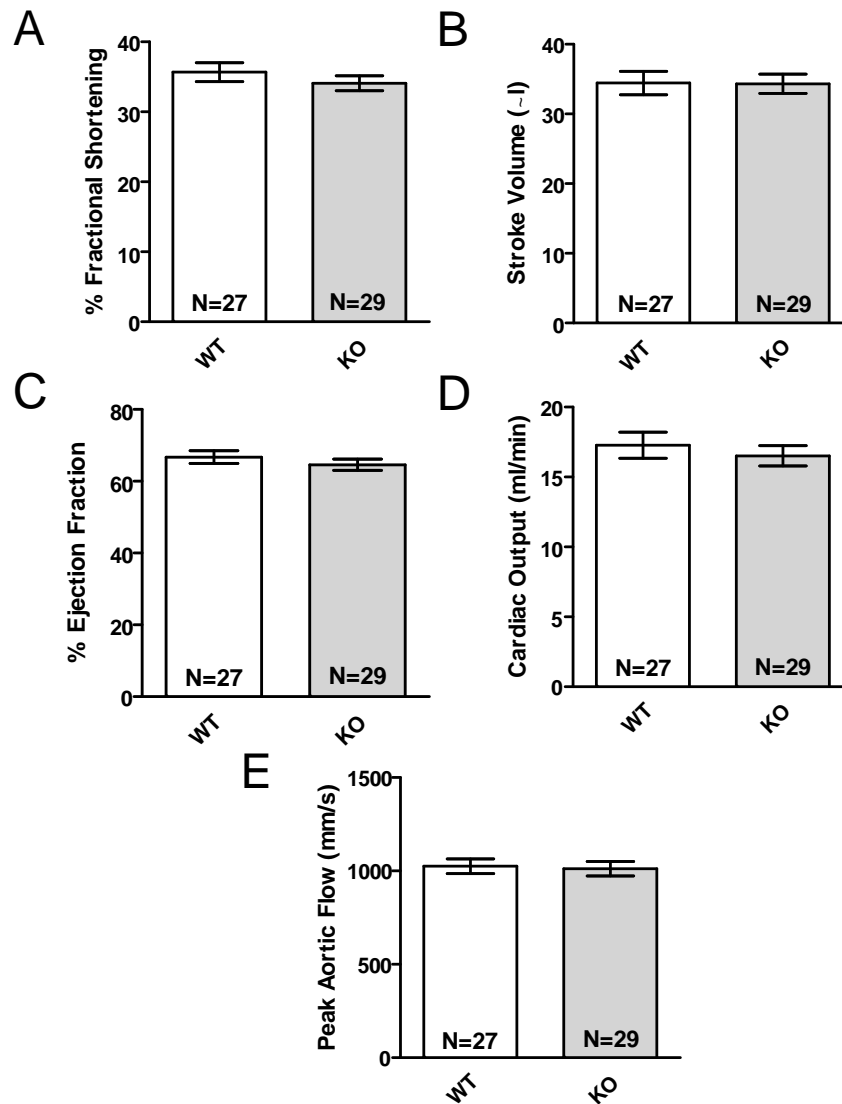 A
% Fractional Shortening
40
30
20
10
0
N=27
N=29
WT
KO
B
Stroke Volume (~l)
40
30
20
10
0
N=27
N=29
WT
KO
C
% Ejection Fraction
80
60
40
20
0
N=27
N=29
WT
KO
D
Cardiac Output (ml/min)
20
15
10
5
0
N=27
N=29
WT
KO
E
Peak Aortic Flow (mm/s)
1500
1000
500
0
N=27
N=29
WT
KO